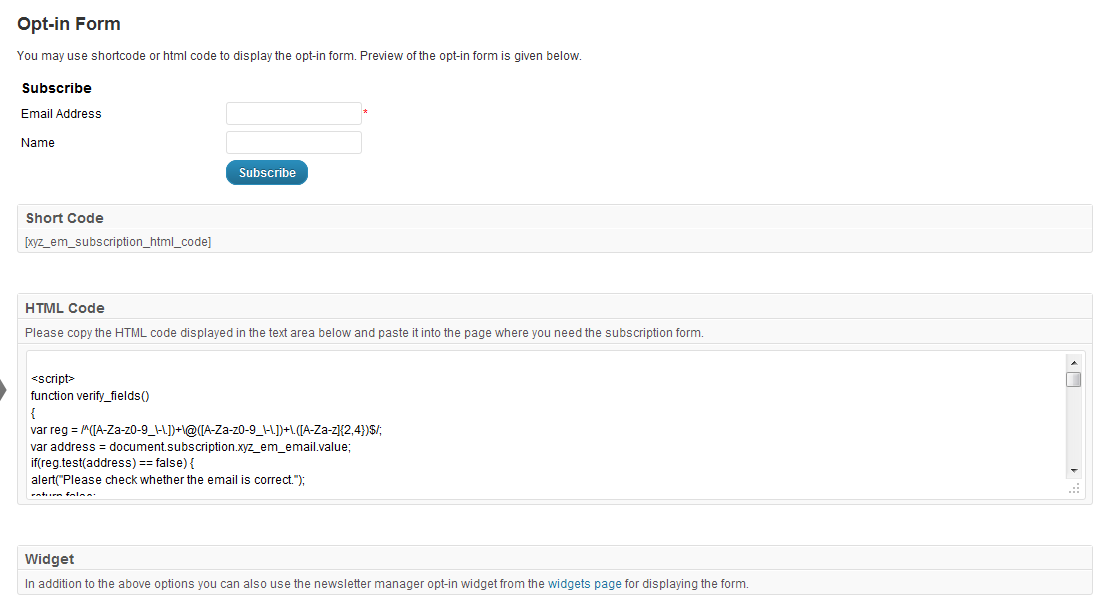 Opt-in Form
You may use shortcode or html code to display the opt-in form. Preview of the opt-in form is given below.
Subscribe
Email Address *
Name
Subscribe
Short Code
[xyz_em_subscription_html_code]
HTML Code
Please copy the HTML code displayed in the text area below and paste it into the page where you need the subscription form.
<script>
function verify_fields()
{
var reg = /^([A-Za-z0-9_\-\.])+\@([A-Za-z0-9_\-\.])+\.([A-Za-z]{2,4})$/;
var address = document.subscription.xyz_em_email.value;
if(reg.test(address) == false) {
alert("Please check whether the email is correct.");
return false;
Widget
In addition to the above options you can also use the newsletter manager opt-in widget from the widgets page for displaying the form.